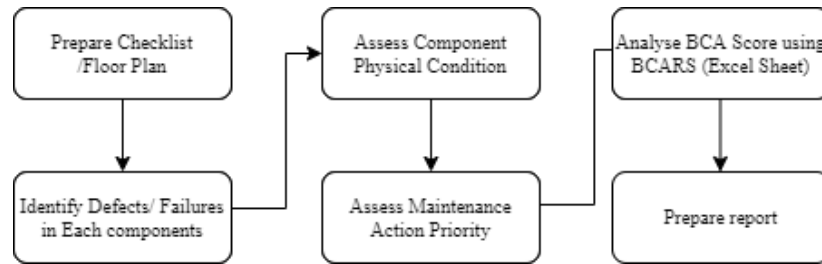 Prepare Checklist
/Floor Plan
Identify Defects/ Failures
in Each components
Assess Component
Physical Condition
Assess Maintenance
Action Priority
Analyse BCA Score using
BCARS (Excel Sheet)
Prepare report